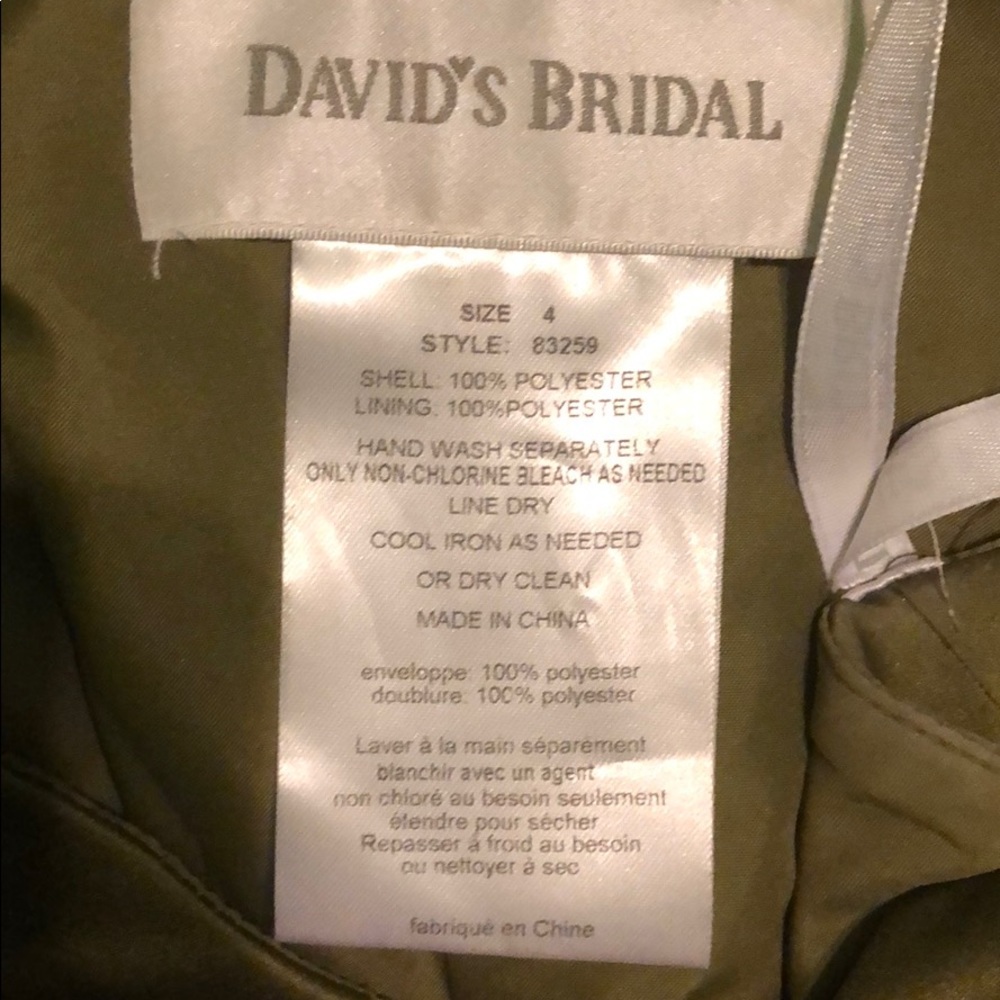 DAVID'S BRIDAL
SIZE 4
STYLE: 83259
SHELL: 100% POLYESTER
LINING: 100%POLYESTER
HAND WASH SEPARATELY
ONLY NON-CHLORINE BLEACH AS NEEDED
LINE DRY
COOL IRON AS NEEDED
OR DRY CLEAN
MADE IN CHINA
enveloppe: 100% polyester
doublure: 100% polyester
Laver à la main séparément
blanchir avec un agent
non chloré au besoin seulement
étendre pour sécher
Repasser à froid au besoin
ou nettoyer à sec
fabriqué en Chine